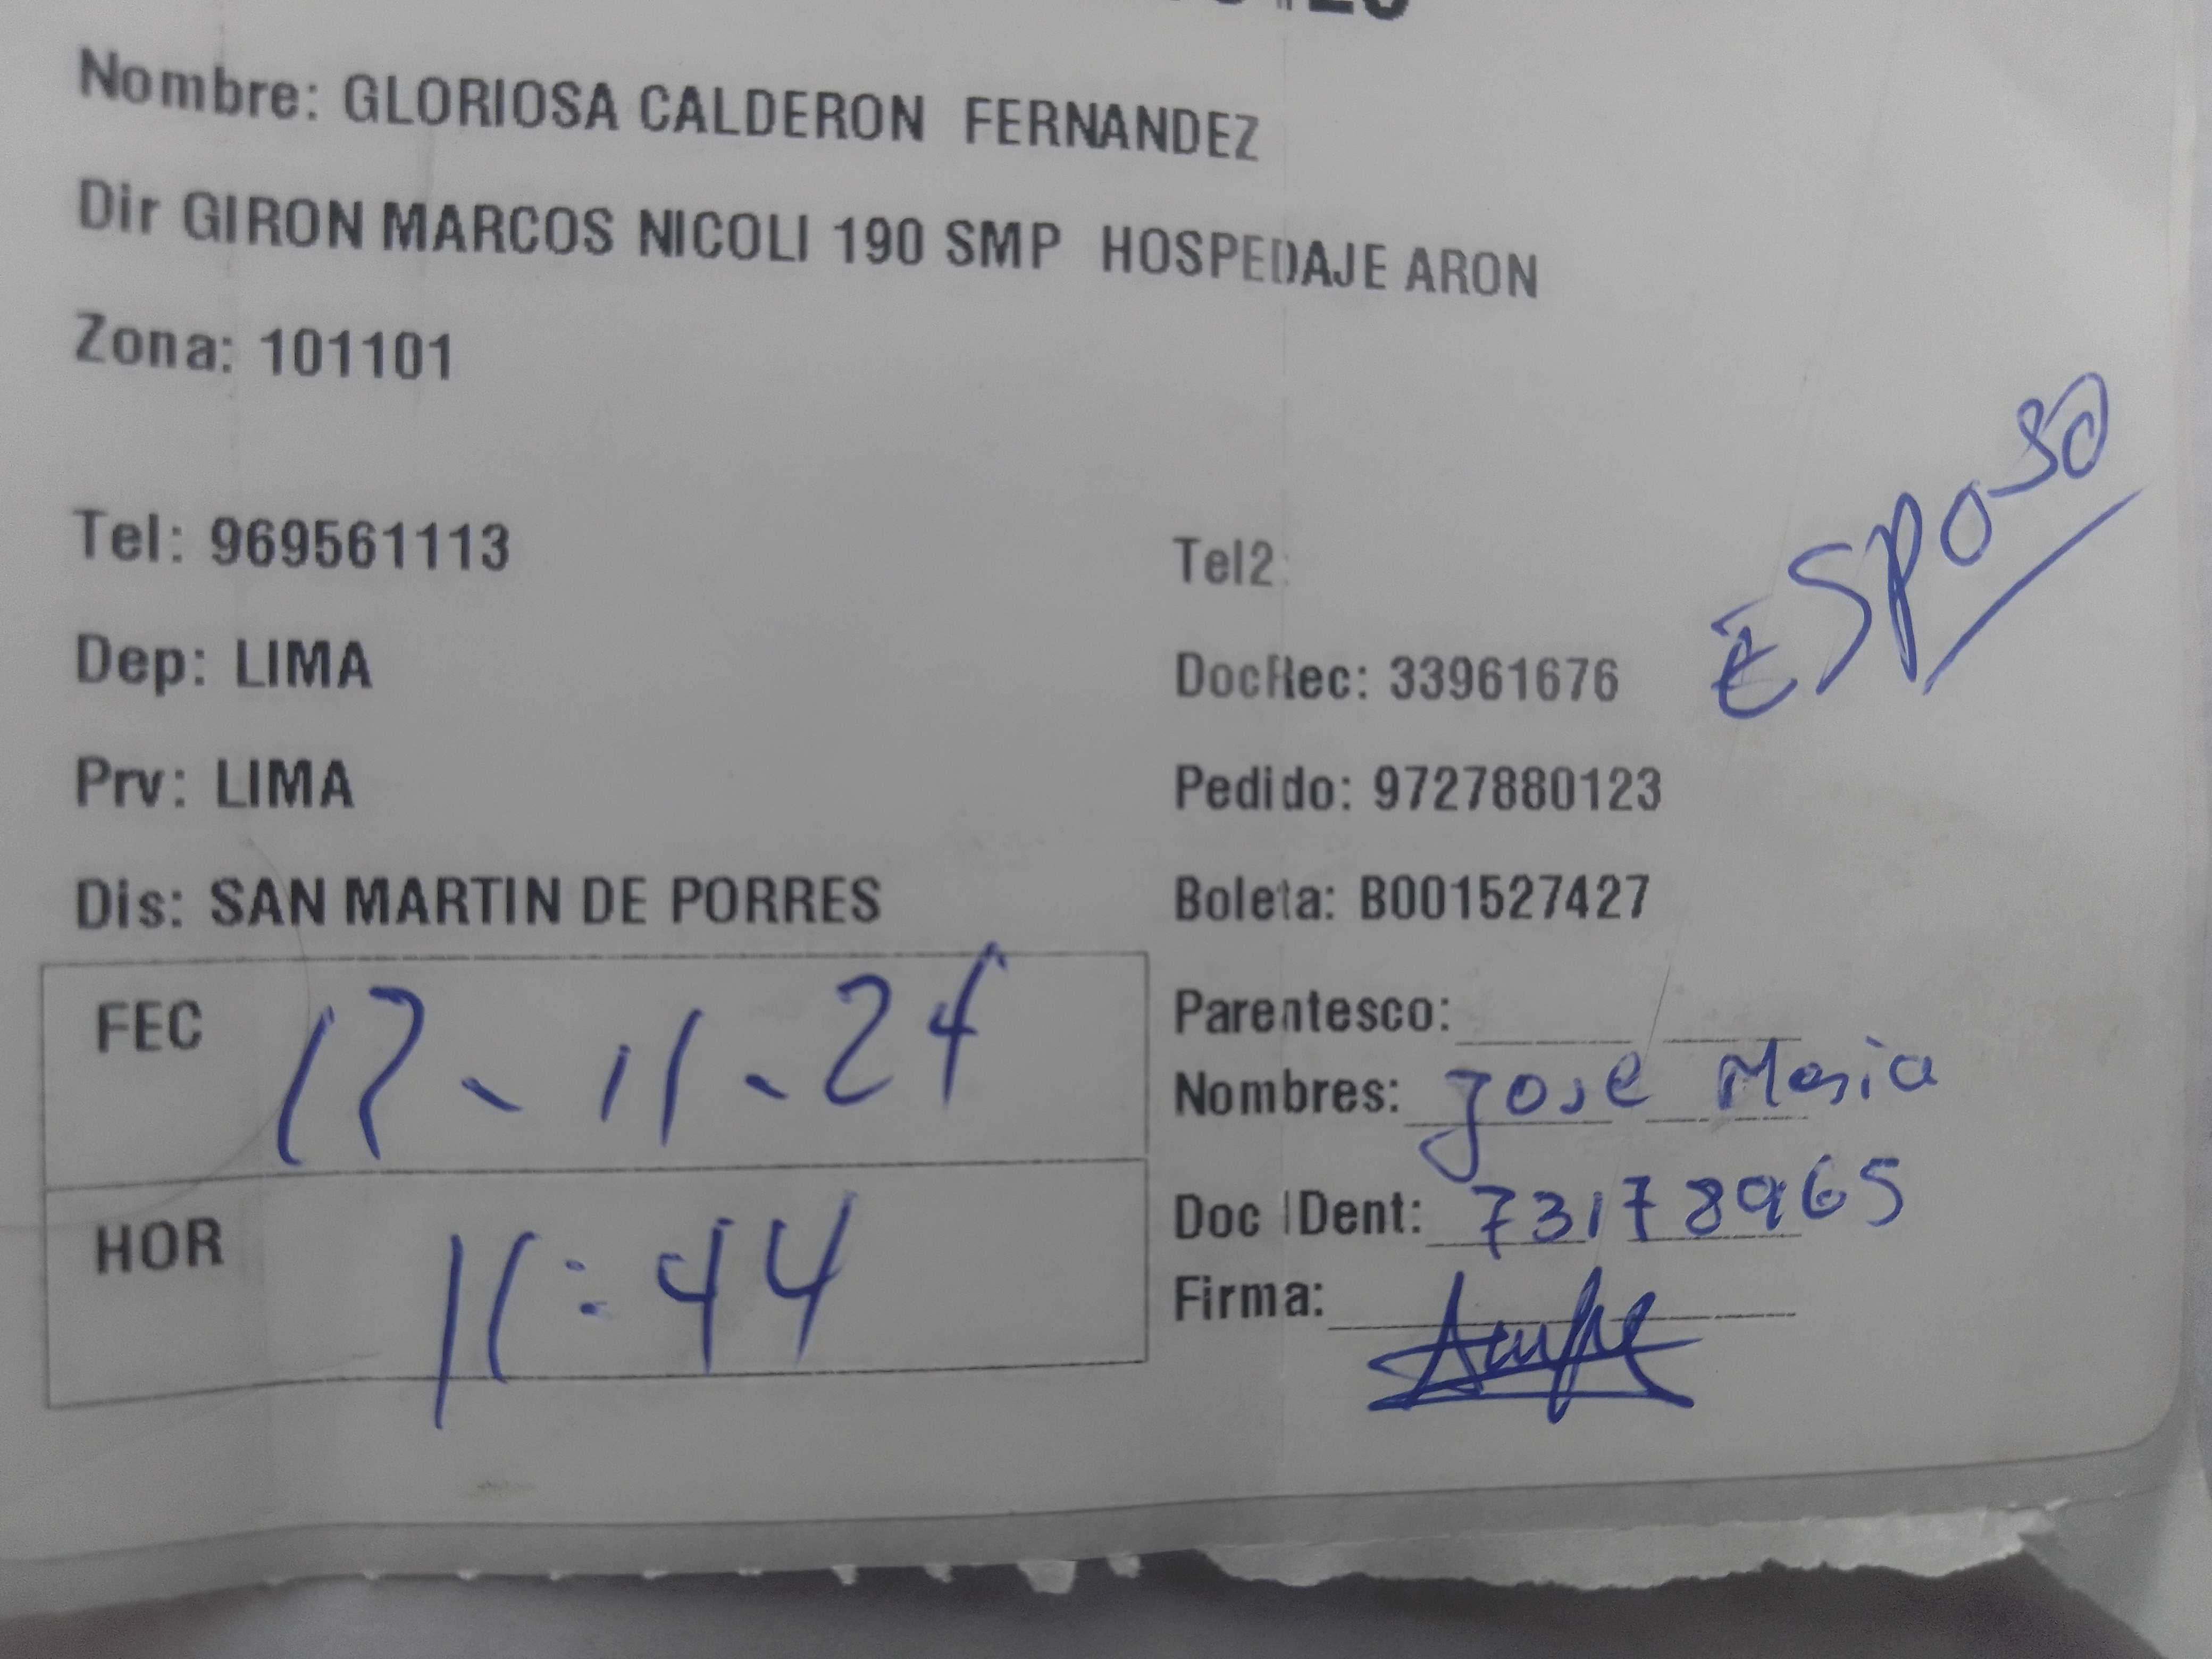 Nombre: GLORIOSA CALDERON FERNANDEZ
Dir GIRON MARCOS NICOLI 190 SMP HOSPEDAJE ARON
Zona: 101101
Esposo
Tel: 969561113
Tel2:
Dep: LIMA
DocRec: 33961676
Prv: LIMA
Pedido: 9727880123
Dis: SAN MARTIN DE PORRES
Boleta: B001527427
FEC 17-11-24
Parentesco:
Nombres: Jose Maria
HOR 11:44
Doc IDent: 73178965
Firma: